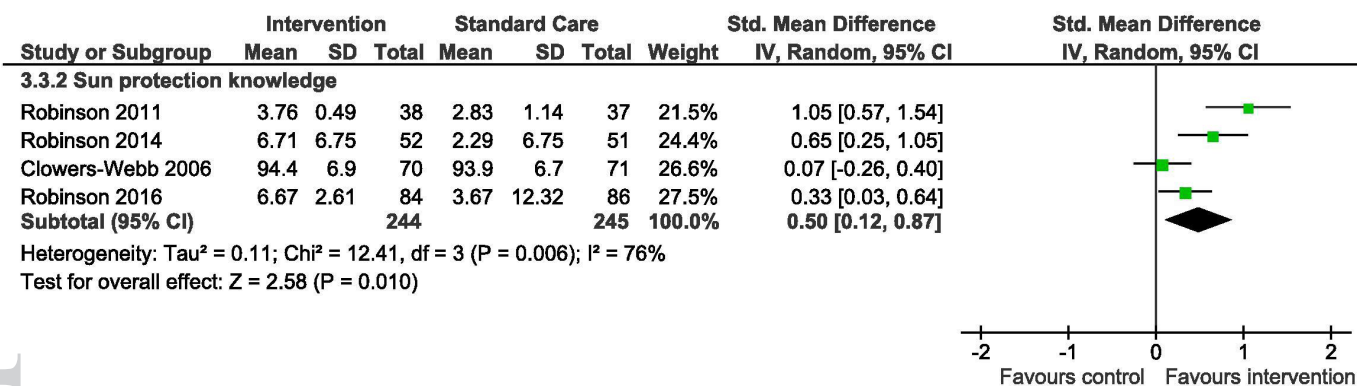 Intervention Standard Care Std. Mean Difference Std. Mean Difference
Study or Subgroup Mean SD Total Mean SD Total Weight IV, Random, 95% CI IV, Random, 95% CI
3.3.2 Sun protection knowledge
Robinson 2011 3.76 0.49 38 2.83 1.14 37 21.5% 1.05 [0.57, 1.54]
Robinson 2014 6.71 6.75 52 2.29 6.75 51 24.4% 0.65 [0.25, 1.05]
Clowers-Webb 2006 94.4 6.9 70 93.9 6.7 71 26.6% 0.07 [-0.26, 0.40]
Robinson 2016 6.67 2.61 84 3.67 12.32 86 27.5% 0.33 [0.03, 0.64]
Subtotal (95% CI) 244 245 100.0% 0.50 [0.12, 0.87]
Heterogeneity: Tau² = 0.11; Chi² = 12.41, df = 3 (P = 0.006); I² = 76%
Test for overall effect: Z = 2.58 (P = 0.010)
-2 -1 0 1 2
Favours control Favours intervention